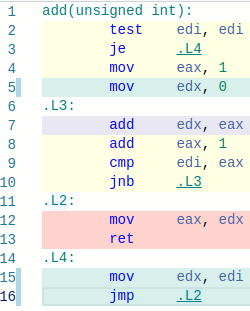 1 add(unsigned int):
2 test edi, edi
3 je .L4
4 mov eax, 1
5 mov edx, 0
6 .L3:
7 add edx, eax
8 add eax, 1
9 cmp edi, eax
10 jnb .L3
11 .L2:
12 mov eax, edx
13 ret
14 .L4:
15 mov edx, edi
16 jmp .L2